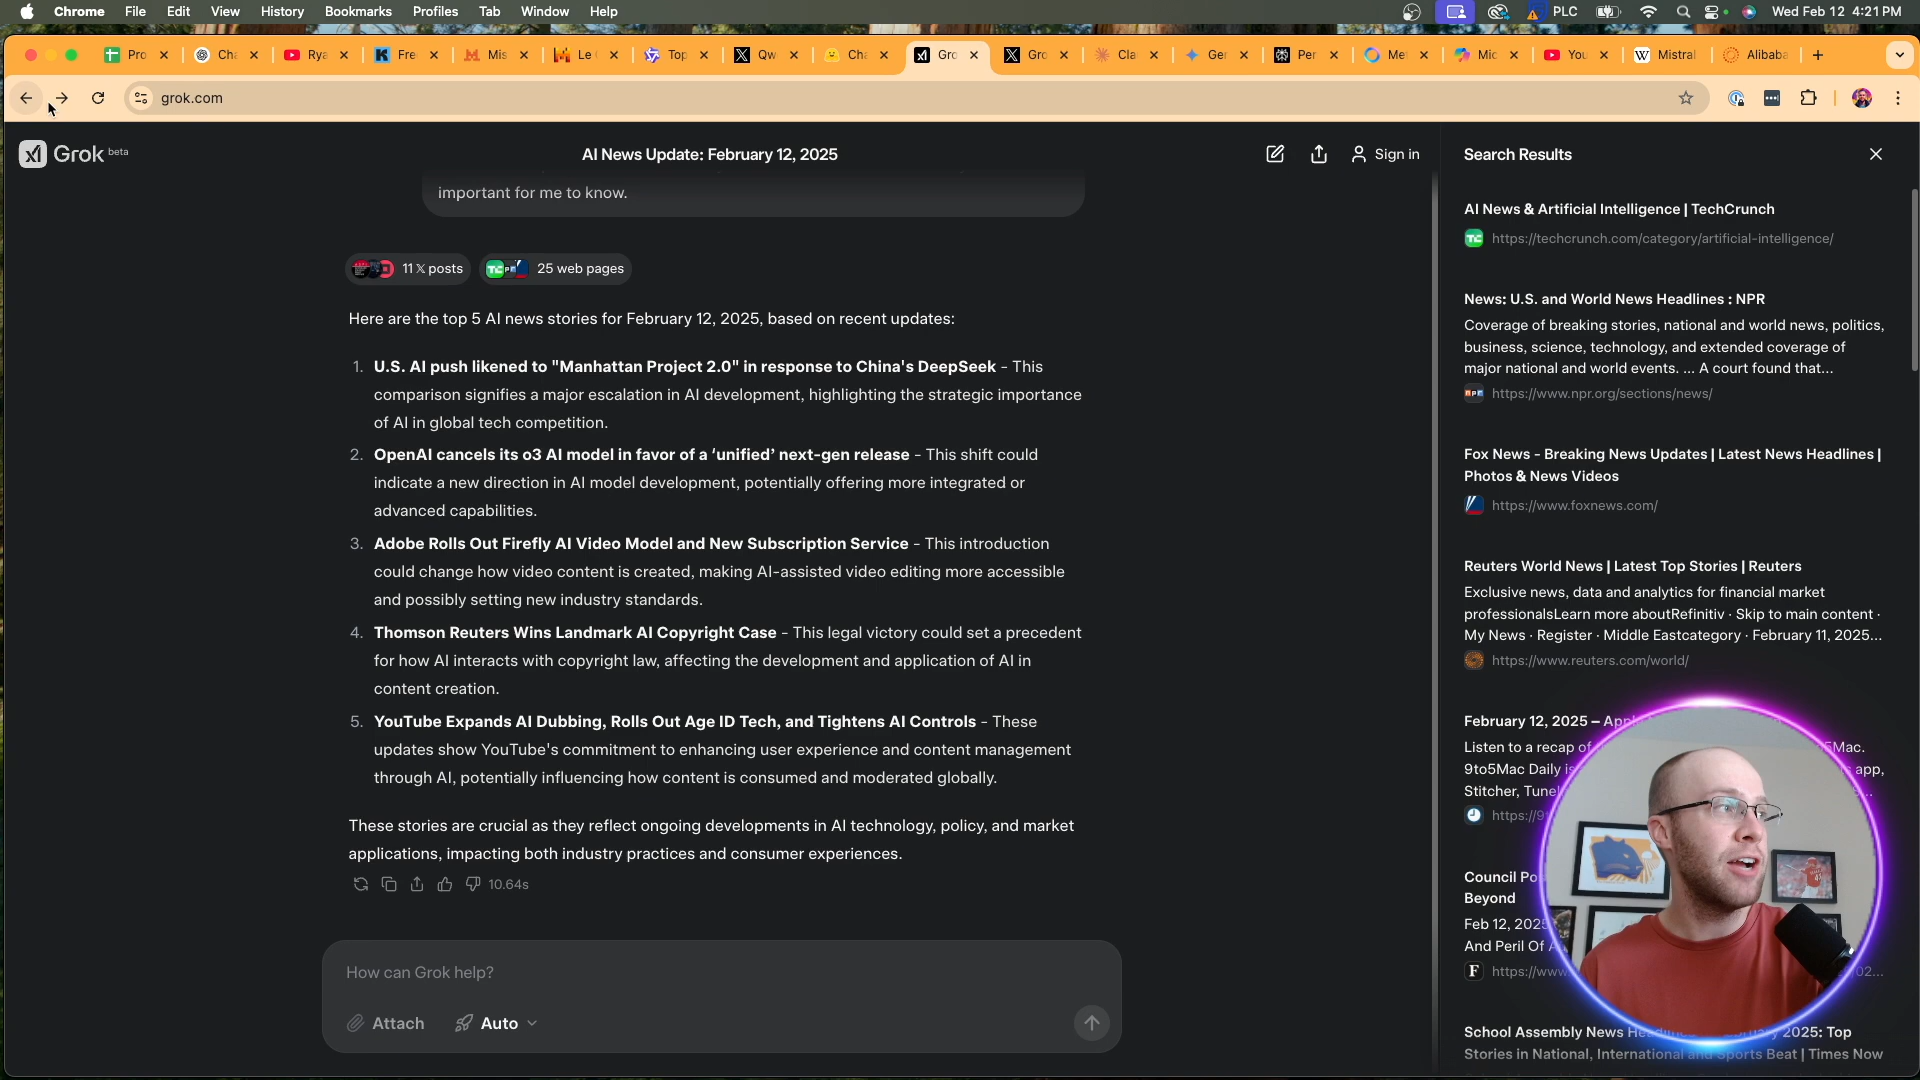 Chrome File Edit View History Bookmarks Profiles Tab Window Help PLC Wed Feb 12 4:21 PM
Pro Cha Rya Fre Mis Le Top Qw Cha Gro Gro Cla Ger Per Met Mic You Mistral Alibaba
grok.com
Grok beta
AI News Update: February 12, 2025
Sign in
important for me to know.
11 X posts 25 web pages
Here are the top 5 AI news stories for February 12, 2025, based on recent updates:
1. U.S. AI push likened to "Manhattan Project 2.0" in response to China's DeepSeek - This
comparison signifies a major escalation in AI development, highlighting the strategic importance
of AI in global tech competition.
2. OpenAI cancels its o3 AI model in favor of a ‘unified’ next-gen release - This shift could
indicate a new direction in AI model development, potentially offering more integrated or
advanced capabilities.
3. Adobe Rolls Out Firefly AI Video Model and New Subscription Service - This introduction
could change how video content is created, making AI-assisted video editing more accessible
and possibly setting new industry standards.
4. Thomson Reuters Wins Landmark AI Copyright Case - This legal victory could set a precedent
for how AI interacts with copyright law, affecting the development and application of AI in
content creation.
5. YouTube Expands AI Dubbing, Rolls Out Age ID Tech, and Tightens AI Controls - These
updates show YouTube's commitment to enhancing user experience and content management
through AI, potentially influencing how content is consumed and moderated globally.
These stories are crucial as they reflect ongoing developments in AI technology, policy, and market
applications, impacting both industry practices and consumer experiences.
10.64s
How can Grok help?
Attach Auto
Search Results
AI News & Artificial Intelligence | TechCrunch
https://techcrunch.com/category/artificial-intelligence/
News: U.S. and World News Headlines : NPR
Coverage of breaking stories, national and world news, politics,
business, science, technology, and extended coverage of
major national and world events. ... A court found that...
https://www.npr.org/sections/news/
Fox News - Breaking News Updates | Latest News Headlines |
Photos & News Videos
https://www.foxnews.com/
Reuters World News | Latest Top Stories | Reuters
Exclusive news, data and analytics for financial market
professionalsLearn more aboutRefinitiv · Skip to main content ·
My News · Register · Middle Eastcategory · February 11, 2025...
https://www.reuters.com/world/
February 12, 2025 –
Listen to a recap of
9to5Mac Daily is app,
Stitcher,
https://9
Council
Beyond
Feb 12, 2025
And Peril Of
https://www
School Assembly News 2025: Top
Stories in National, International and Sports Beat | Times Now